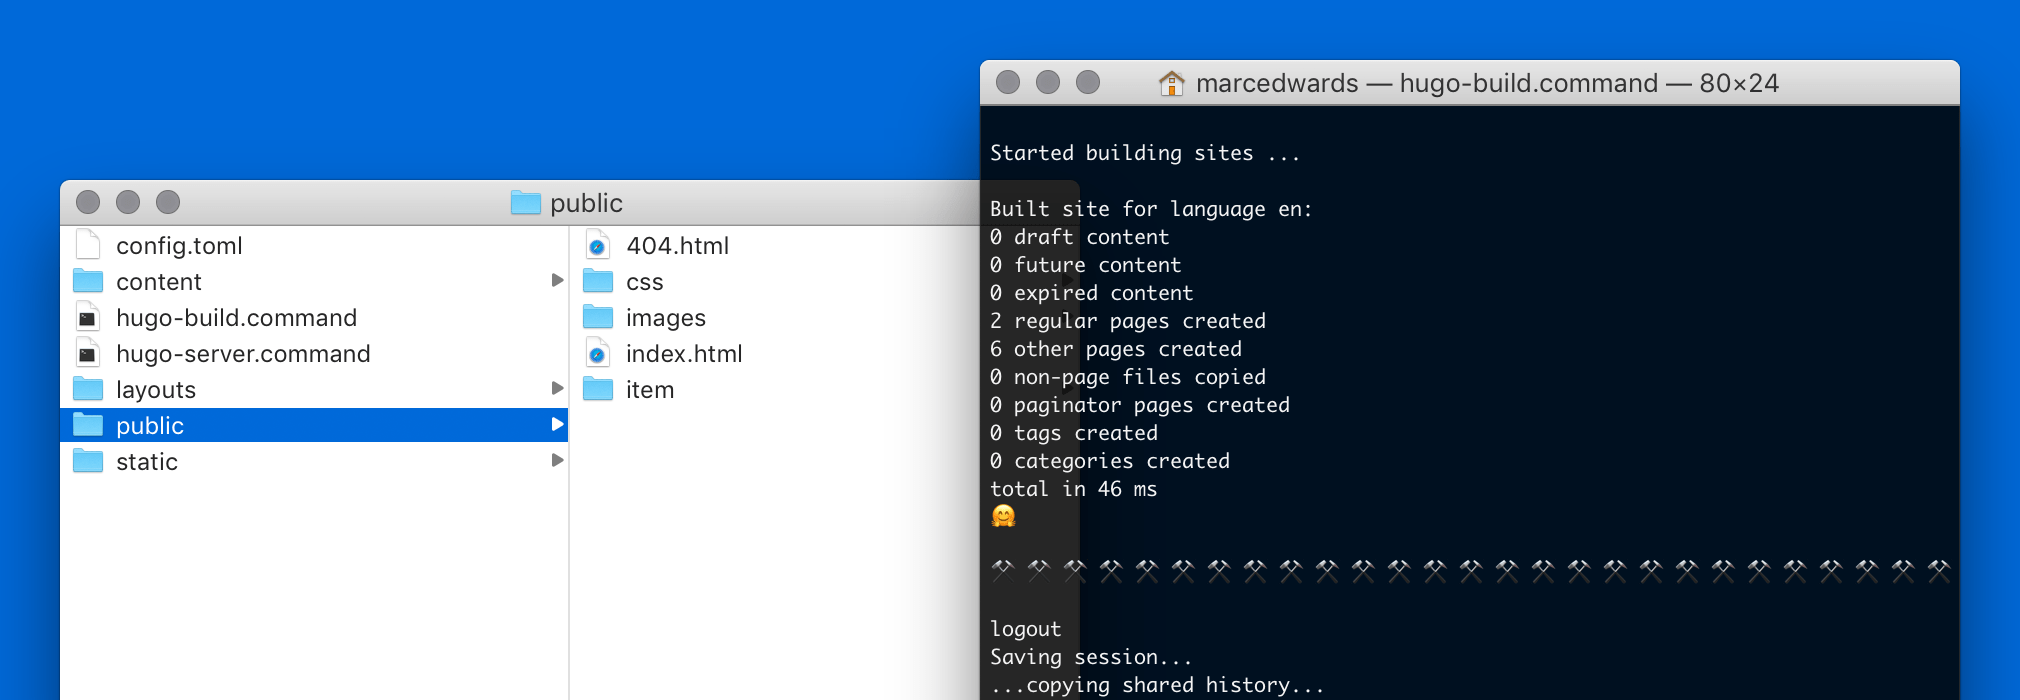 public
config.toml
content
hugo-build.command
hugo-server.command
layouts
public
static
404.html
css
images
index.html
item
marcedwards — hugo-build.command — 80×24
Started building sites ...
Built site for language en:
0 draft content
0 future content
0 expired content
2 regular pages created
6 other pages created
0 non-page files copied
0 paginator pages created
0 tags created
0 categories created
total in 46 ms
logout
Saving session...
...copying shared history...